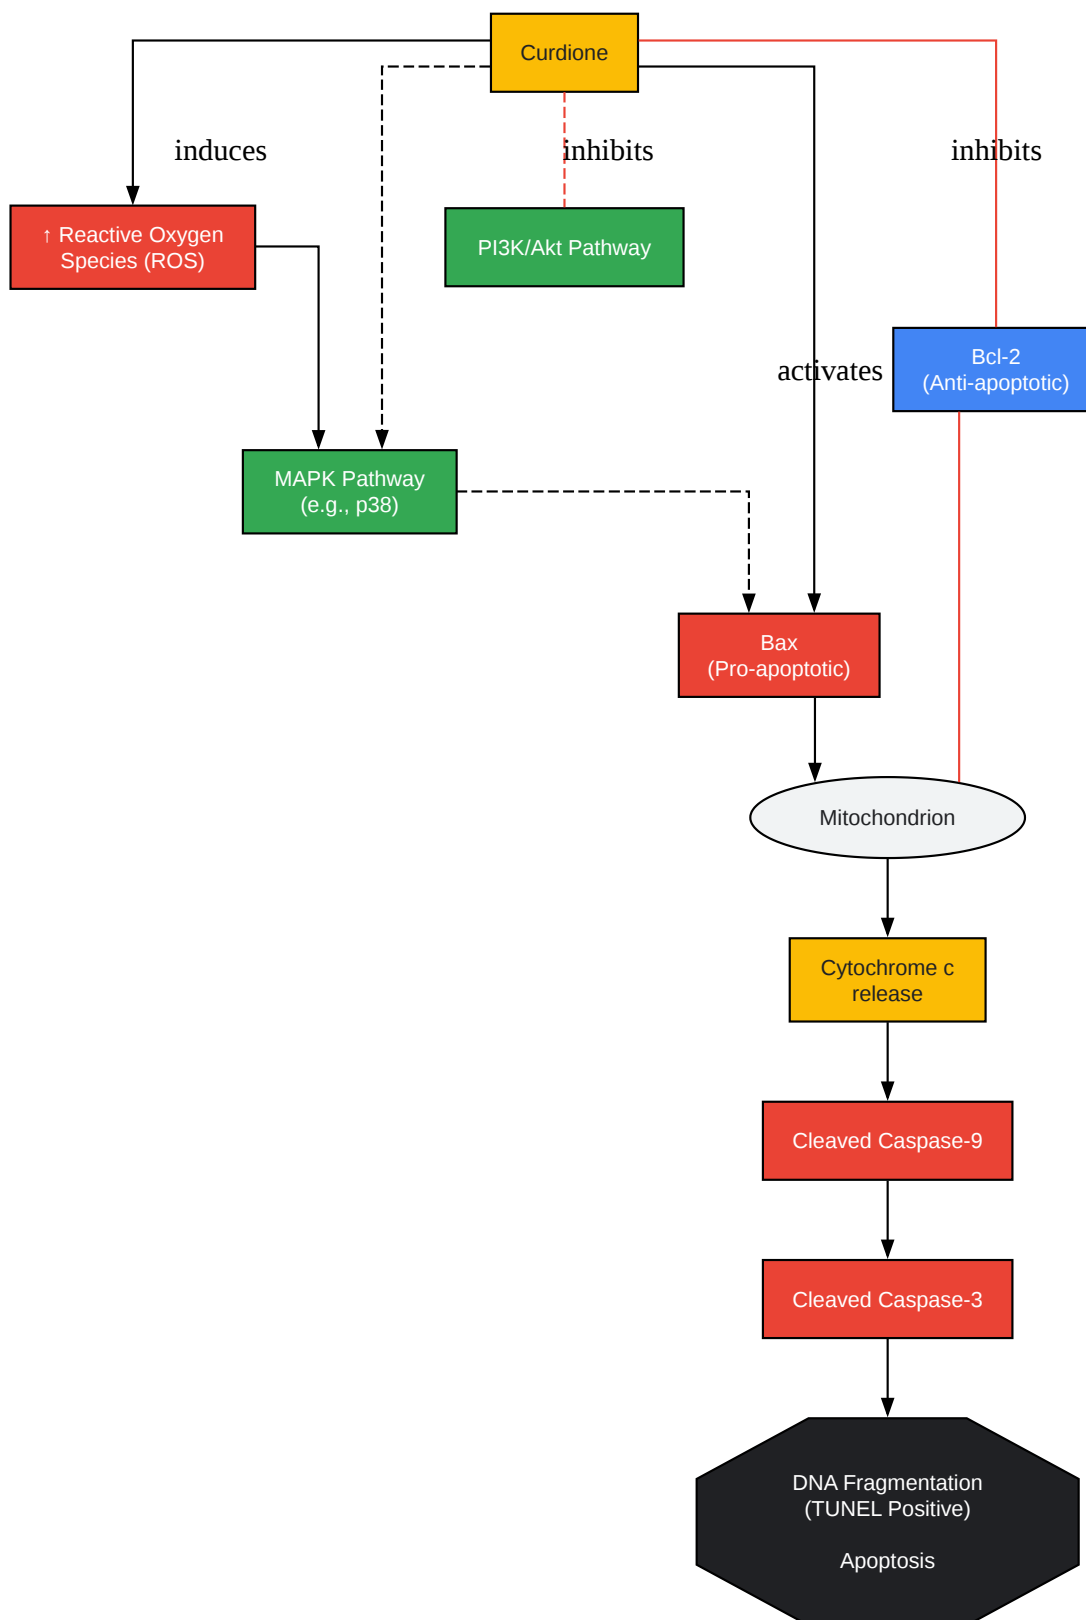 Curdione
induces
inhibits
inhibits
↑ Reactive Oxygen
Species (ROS)
PI3K/Akt Pathway
Bcl-2
(Anti-apoptotic)
activates
MAPK Pathway
(e.g., p38)
Bax
(Pro-apoptotic)
Mitochondrion
Cytochrome c
release
Cleaved Caspase-9
Cleaved Caspase-3
DNA Fragmentation
(TUNEL Positive)
Apoptosis